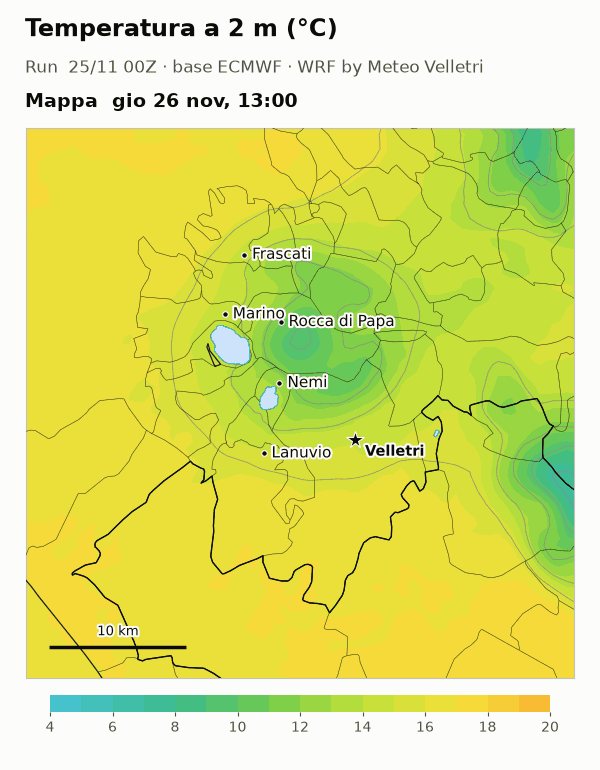 Temperatura a 2 m (°C)
Run  25/11 00Z · base ECMWF · WRF by Meteo Velletri
Mappa  gio 26 nov, 13:00
Frascati
Marino
Rocca di Papa
Nemi
Velletri
Lanuvio
10 km
4 6 8 10 12 14 16 18 20